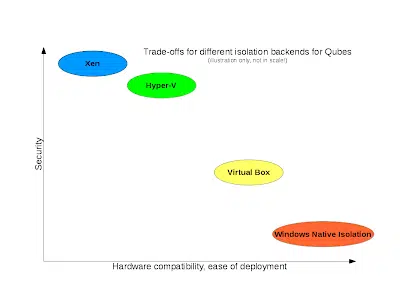 Trade-offs for different isolation backends for Qubes
(illustration only, not in scale!)
Xen
Hyper-V
Security
Virtual Box
Windows Native Isolation
Hardware compatibility, ease of deployment